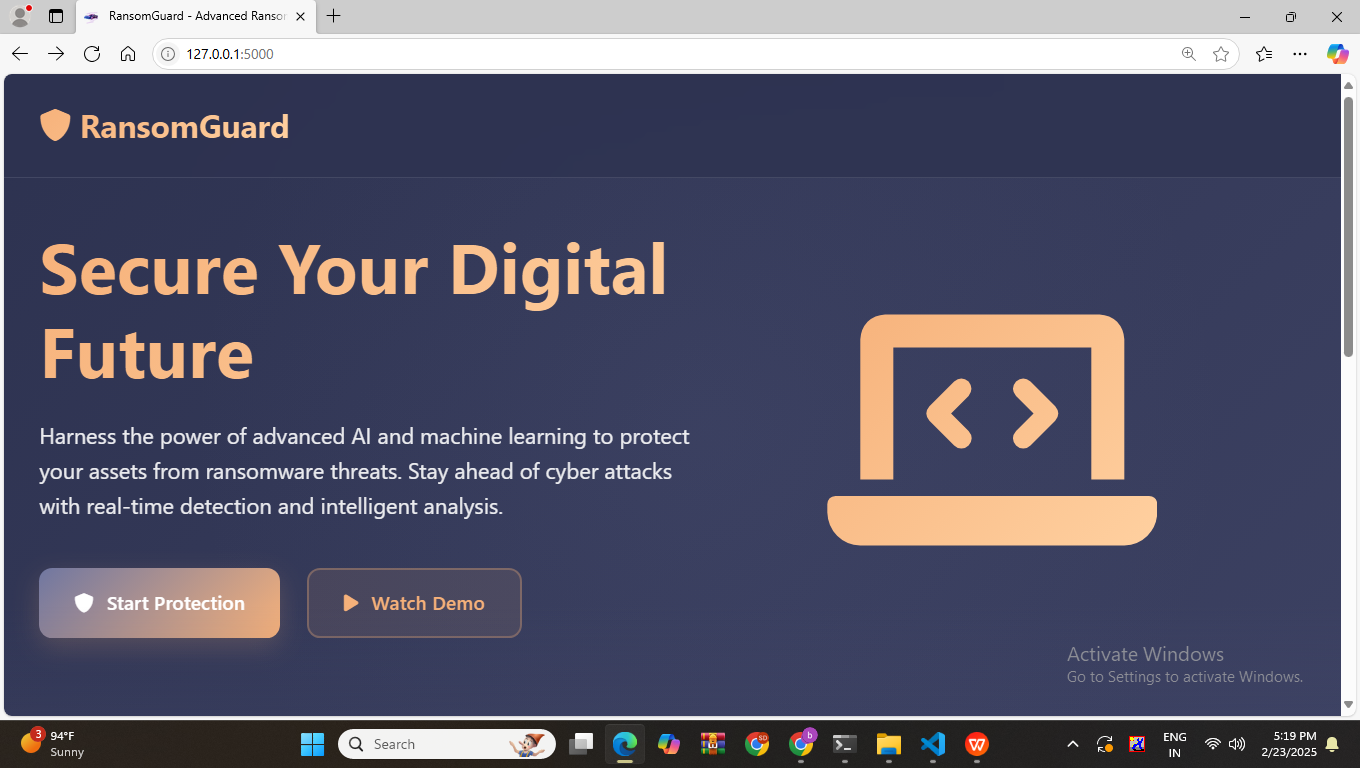 RansomGuard - Advanced Ransor
127.0.0.1:5000
RansomGuard
Secure Your Digital
Future
Harness the power of advanced AI and machine learning to protect
your assets from ransomware threats. Stay ahead of cyber attacks
with real-time detection and intelligent analysis.
Start Protection
Watch Demo
Activate Windows
Go to Settings to activate Windows.
3
94°F
Sunny
Search
SD
b
W
ENG
IN
5:19 PM
2/23/2025